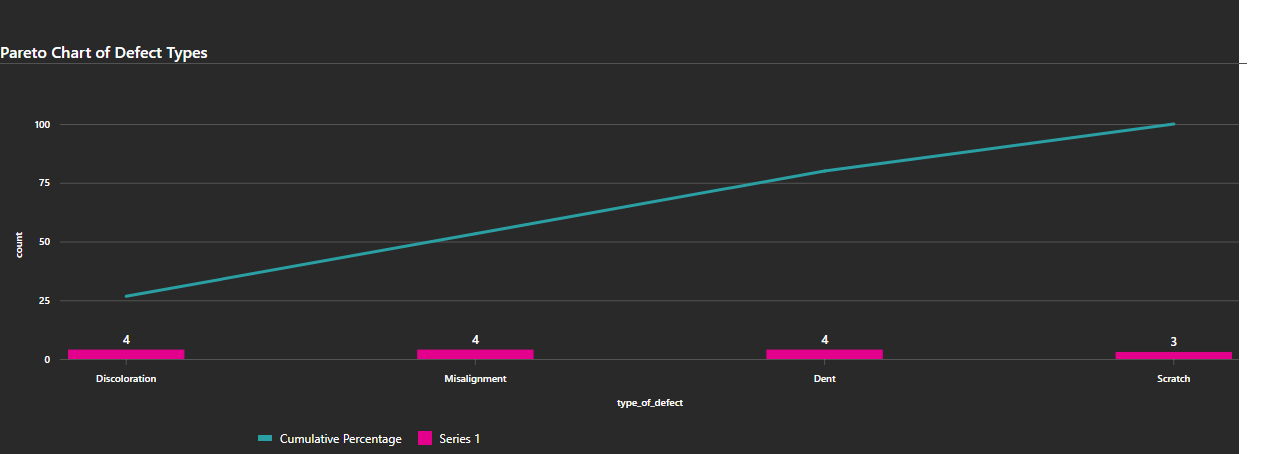 Pareto Chart of Defect Types
100
75
50
25
0
count
4
4
4
3
Discoloration
Misalignment
Dent
Scratch
type_of_defect
Cumulative Percentage
Series 1